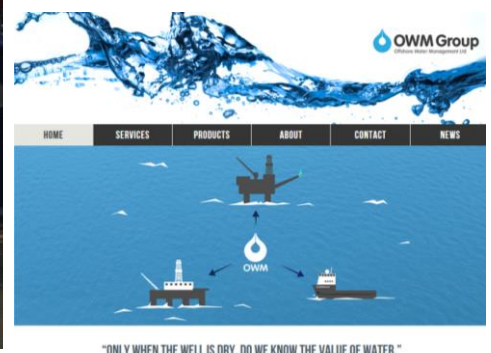 OWM Group
Offshore Water Management Ltd
HOME SERVICES PRODUCTS ABOUT CONTACT NEWS
OWM
“ONLY WHEN THE WELL IS DRY, DO WE KNOW THE VALUE OF WATER.”